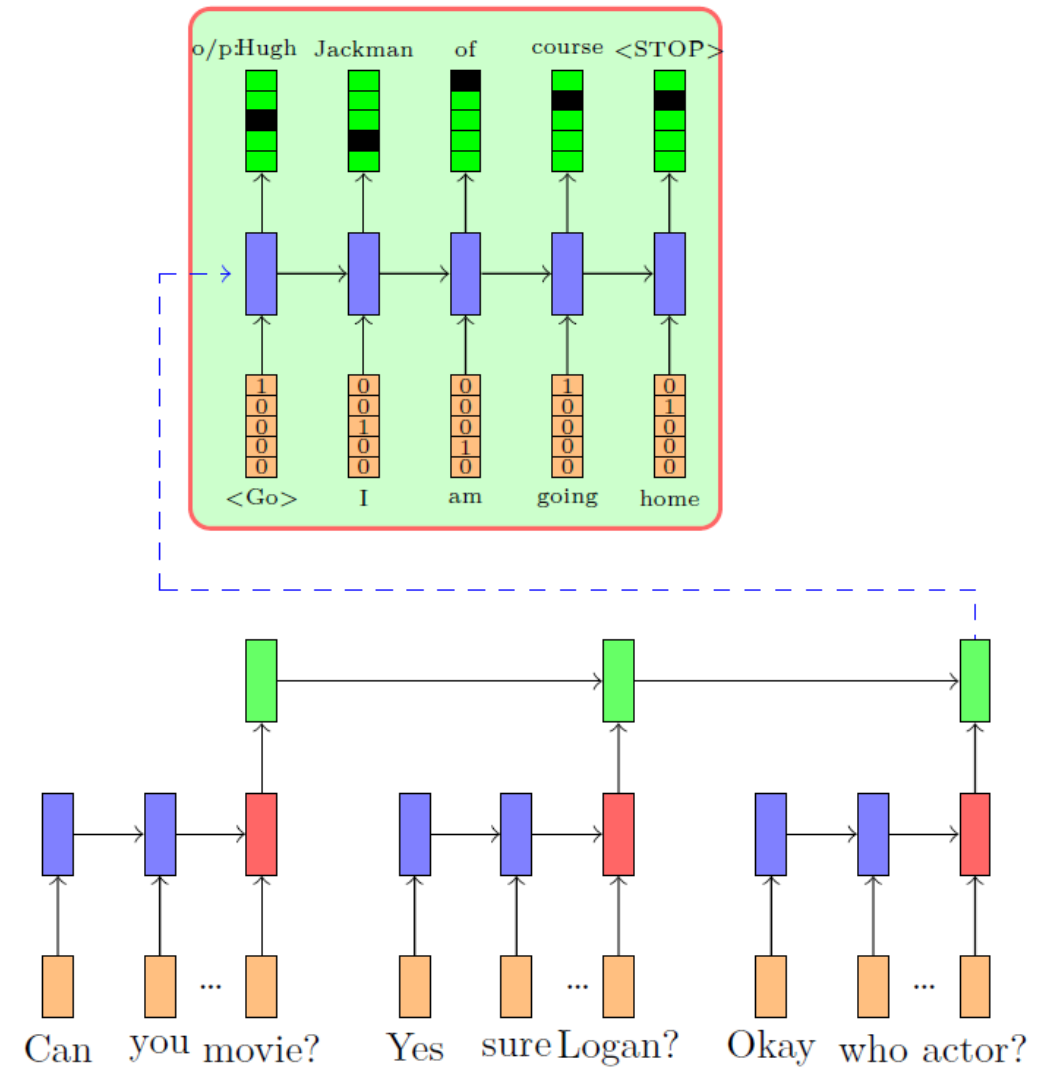 o/p:Hugh Jackman of course <STOP>
1 0 0 1 0
0 0 0 0 1
0 1 0 0 0
0 0 1 0 0
0 0 0 0 0
<Go> I am going home
... ... ...
Can you movie? Yes sure Logan? Okay who actor?